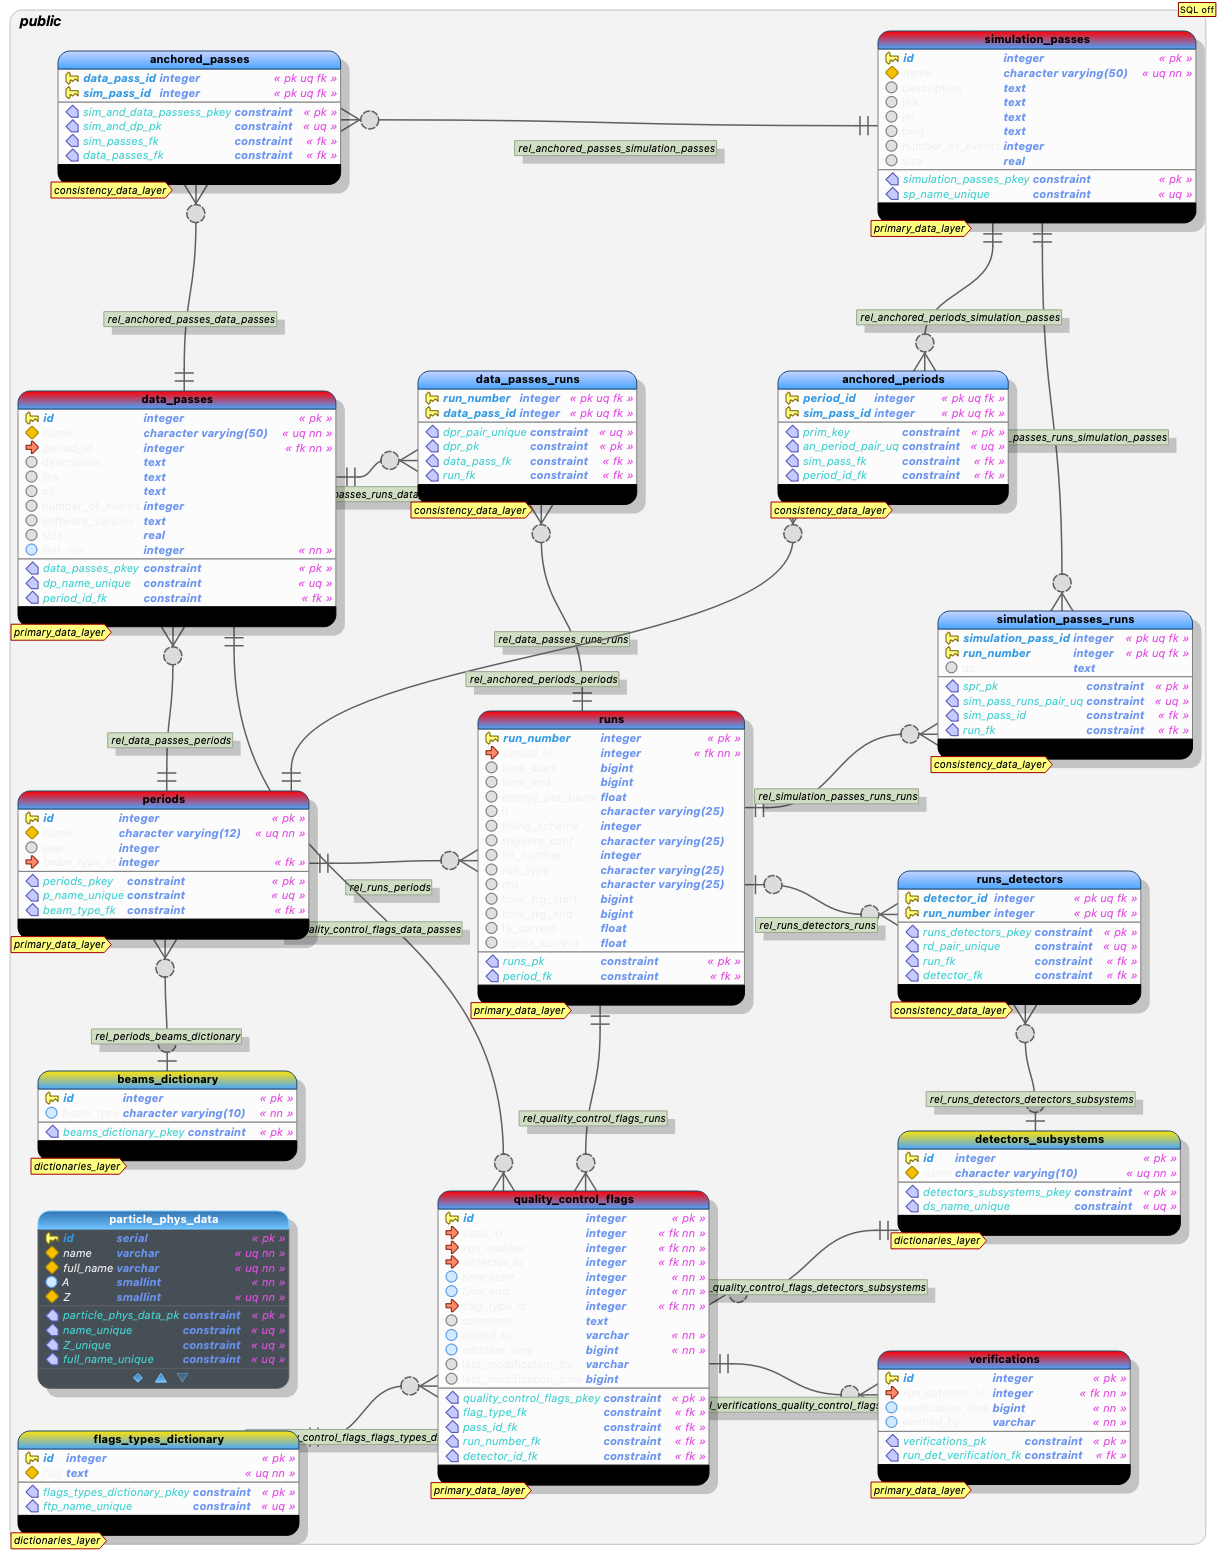 public
SQL off
anchored_passes
data_pass_id integer « pk uq fk »
sim_pass_id integer « pk uq fk »
sim_and_data_passess_pkey constraint « pk »
sim_and_dp_pk constraint « uq »
sim_passes_fk constraint « fk »
data_passes_fk constraint « fk »
consistency_data_layer
rel_anchored_passes_simulation_passes
simulation_passes
id integer « pk »
name character varying(50) « uq nn »
description text
jira text
ml text
pwg text
number_of_events integer
size real
simulation_passes_pkey constraint « pk »
sp_name_unique constraint « uq »
primary_data_layer
rel_anchored_passes_data_passes
rel_anchored_periods_simulation_passes
data_passes
id integer « pk »
name character varying(50) « uq nn »
period_id integer « fk nn »
description text
jira text
ml text
number_of_events integer
software_version text
size real
last_run integer « nn »
data_passes_pkey constraint « pk »
dp_name_unique constraint « uq »
period_id_fk constraint « fk »
primary_data_layer
passes_runs_data
data_passes_runs
run_number integer « pk uq fk »
data_pass_id integer « pk uq fk »
dpr_pair_unique constraint « uq »
dpr_pk constraint « pk »
data_pass_fk constraint « fk »
run_fk constraint « fk »
consistency_data_layer
anchored_periods
period_id integer « pk uq fk »
sim_pass_id integer « pk uq fk »
prim_key constraint « pk »
an_period_pair_uq constraint « uq »
sim_pass_fk constraint « fk »
period_id_fk constraint « fk »
consistency_data_layer
_passes_runs_simulation_passes
rel_data_passes_runs_runs
rel_anchored_periods_periods
simulation_passes_runs
simulation_pass_id integer « pk uq fk »
run_number integer « pk uq fk »
qc text
spr_pk constraint « pk »
sim_pass_runs_pair_uq constraint « uq »
sim_pass_id constraint « fk »
run_fk constraint « fk »
consistency_data_layer
rel_data_passes_periods
rel_simulation_passes_runs_runs
periods
id integer « pk »
name character varying(12) « uq nn »
year integer
beam_type_id integer « fk »
periods_pkey constraint « pk »
p_name_unique constraint « uq »
beam_type_fk constraint « fk »
primary_data_layer
rel_runs_periods
ality_control_flags_data_passes
runs
run_number integer « pk »
period_id integer « fk nn »
time_start bigint
time_end bigint
energy_per_beam float
ir character varying(25)
filling_scheme integer
triggers_conf character varying(25)
fill_number integer
run_type character varying(25)
mu character varying(25)
time_trg_start bigint
time_trg_end bigint
l3_current float
dipole_current float
runs_pk constraint « pk »
period_fk constraint « fk »
primary_data_layer
rel_runs_detectors_runs
runs_detectors
detector_id integer « pk uq fk »
run_number integer « pk uq fk »
runs_detectors_pkey constraint « pk »
rd_pair_unique constraint « uq »
run_fk constraint « fk »
detector_fk constraint « fk »
consistency_data_layer
rel_periods_beams_dictionary
beams_dictionary
id integer « pk »
beam_type character varying(10) « nn »
beams_dictionary_pkey constraint « pk »
dictionaries_layer
rel_quality_control_flags_runs
rel_runs_detectors_detectors_subsystems
detectors_subsystems
id integer « pk »
name character varying(10) « uq nn »
detectors_subsystems_pkey constraint « pk »
ds_name_unique constraint « uq »
dictionaries_layer
particle_phys_data
id serial « pk »
name varchar « uq nn »
full_name varchar « uq nn »
A smallint « nn »
Z smallint « uq nn »
particle_phys_data_pk constraint « pk »
name_unique constraint « uq »
Z_unique constraint « uq »
full_name_unique constraint « uq »
quality_control_flags
id integer « pk »
pass_id integer « fk nn »
run_number integer « fk nn »
detector_id integer « fk nn »
time_start integer « nn »
time_end integer « nn »
flag_type_id integer « fk nn »
comment text
added_by varchar « nn »
addition_time bigint « nn »
last_modification_by varchar
last_modification_time bigint
quality_control_flags_pkey constraint « pk »
flag_type_fk constraint « fk »
pass_id_fk constraint « fk »
run_number_fk constraint « fk »
detector_id_fk constraint « fk »
primary_data_layer
_quality_control_flags_detectors_subsystems
l_verifications_quality_control_flags
verifications
id integer « pk »
run_detector_id integer « fk nn »
verification_time bigint « nn »
verified_by varchar « nn »
verifications_pk constraint « pk »
run_det_verification_fk constraint « fk »
primary_data_layer
y_control_flags_flags_types_d
flags_types_dictionary
id integer « pk »
flag text « uq nn »
flags_types_dictionary_pkey constraint « pk »
ftp_name_unique constraint « uq »
dictionaries_layer